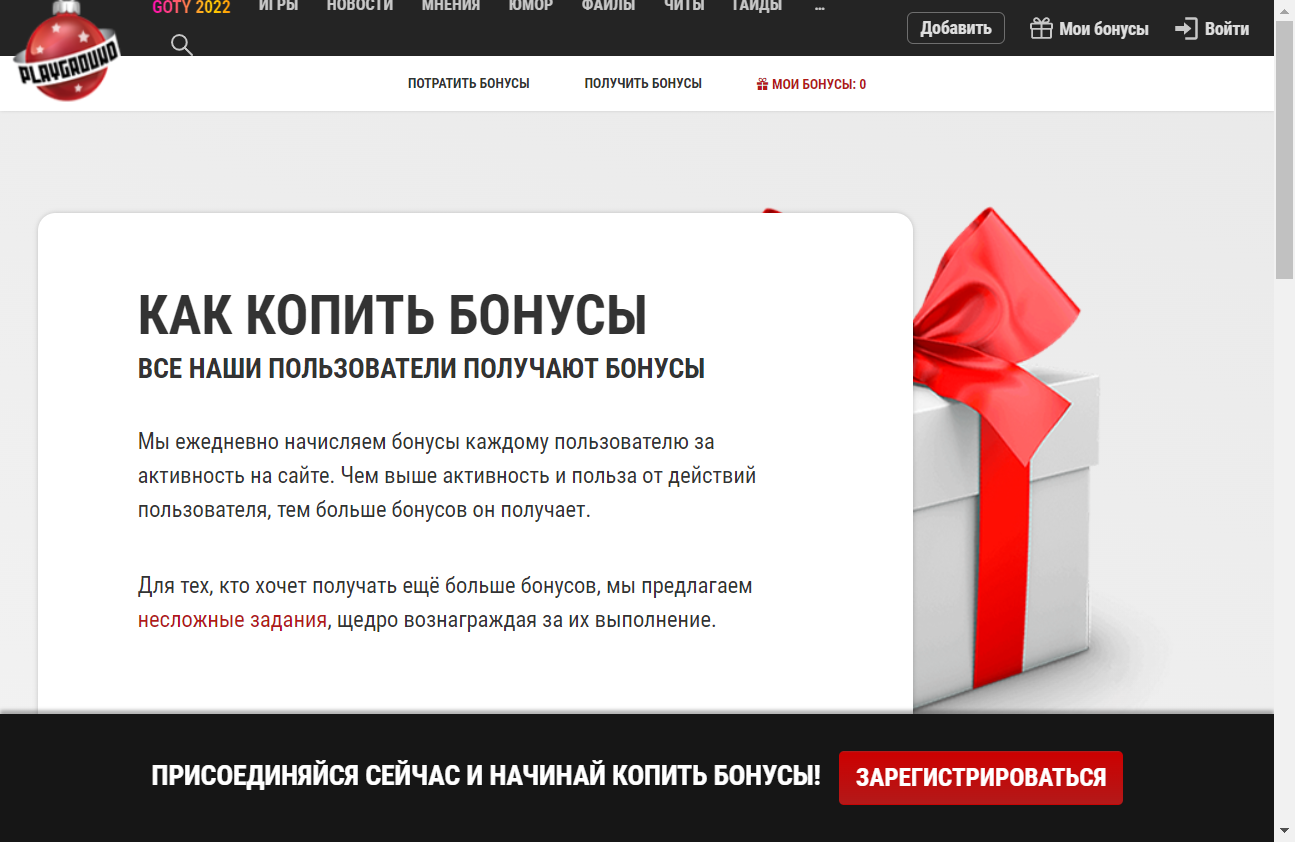 GOTY 2022 ИГРЫ НОВОСТИ МНЕНИЯ ЮМОР ФАЙЛЫ ЧИТЫ ГАЙДЫ ...
Добавить Мои бонусы Войти
PLAYGROUND
ПОТРАТИТЬ БОНУСЫ ПОЛУЧИТЬ БОНУСЫ МОИ БОНУСЫ: 0
КАК КОПИТЬ БОНУСЫ
ВСЕ НАШИ ПОЛЬЗОВАТЕЛИ ПОЛУЧАЮТ БОНУСЫ
Мы ежедневно начисляем бонусы каждому пользователю за
активность на сайте. Чем выше активность и польза от действий
пользователя, тем больше бонусов он получает.
Для тех, кто хочет получать ещё больше бонусов, мы предлагаем
несложные задания, щедро вознаграждая за их выполнение.
ПРИСОЕДИНЯЙСЯ СЕЙЧАС И НАЧИНАЙ КОПИТЬ БОНУСЫ! ЗАРЕГИСТРИРОВАТЬСЯ